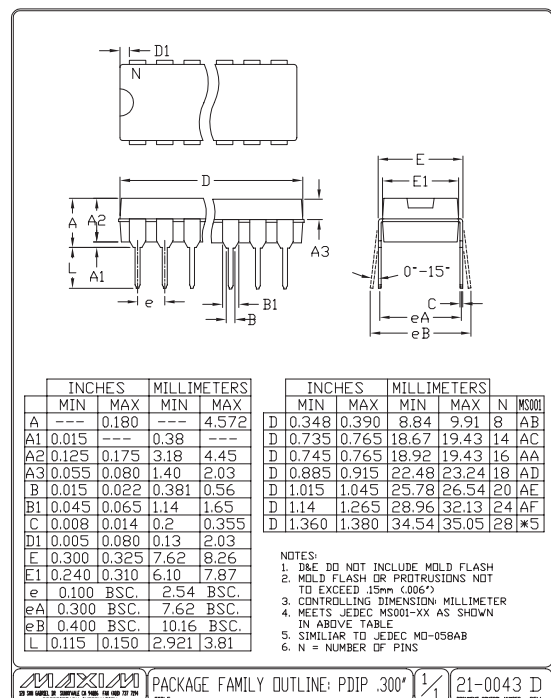 D1
N
D
A
A2
A3
L
A1
e
B1
B
E
E1
0°-15°
C
eA
eB
INCHES MILLIMETERS
MIN MAX MIN MAX
A --- 0.180 --- 4.572
A1 0.015 --- 0.38 ---
A2 0.125 0.175 3.18 4.45
A3 0.055 0.080 1.40 2.03
B 0.015 0.022 0.381 0.56
B1 0.045 0.065 1.14 1.65
C 0.008 0.014 0.2 0.355
D1 0.005 0.080 0.13 2.03
E 0.300 0.325 7.62 8.26
E1 0.240 0.310 6.10 7.87
e 0.100 BSC. 2.54 BSC.
eA 0.300 BSC. 7.62 BSC.
eB 0.400 BSC. 10.16 BSC.
L 0.115 0.150 2.921 3.81
INCHES MILLIMETERS
MIN MAX MIN MAX N MS001
D 0.348 0.390 8.84 9.91 8 AB
D 0.735 0.765 18.67 19.43 14 AC
D 0.745 0.765 18.92 19.43 16 AA
D 0.885 0.915 22.48 23.24 18 AD
D 1.015 1.045 25.78 26.54 20 AE
D 1.14 1.265 28.96 32.13 24 AF
D 1.360 1.380 34.54 35.05 28 *5
NOTES:
1. D&E DO NOT INCLUDE MOLD FLASH
2. MOLD FLASH OR PROTRUSIONS NOT
TO EXCEED .15mm (.006")
3. CONTROLLING DIMENSION: MILLIMETER
4. MEETS JEDEC MS001-XX AS SHOWN
IN ABOVE TABLE
5. SIMILIAR TO JEDEC MO-058AB
6. N = NUMBER OF PINS
MAXIM
PACKAGE FAMILY OUTLINE: PDIP .300"
1/1
21-0043 D